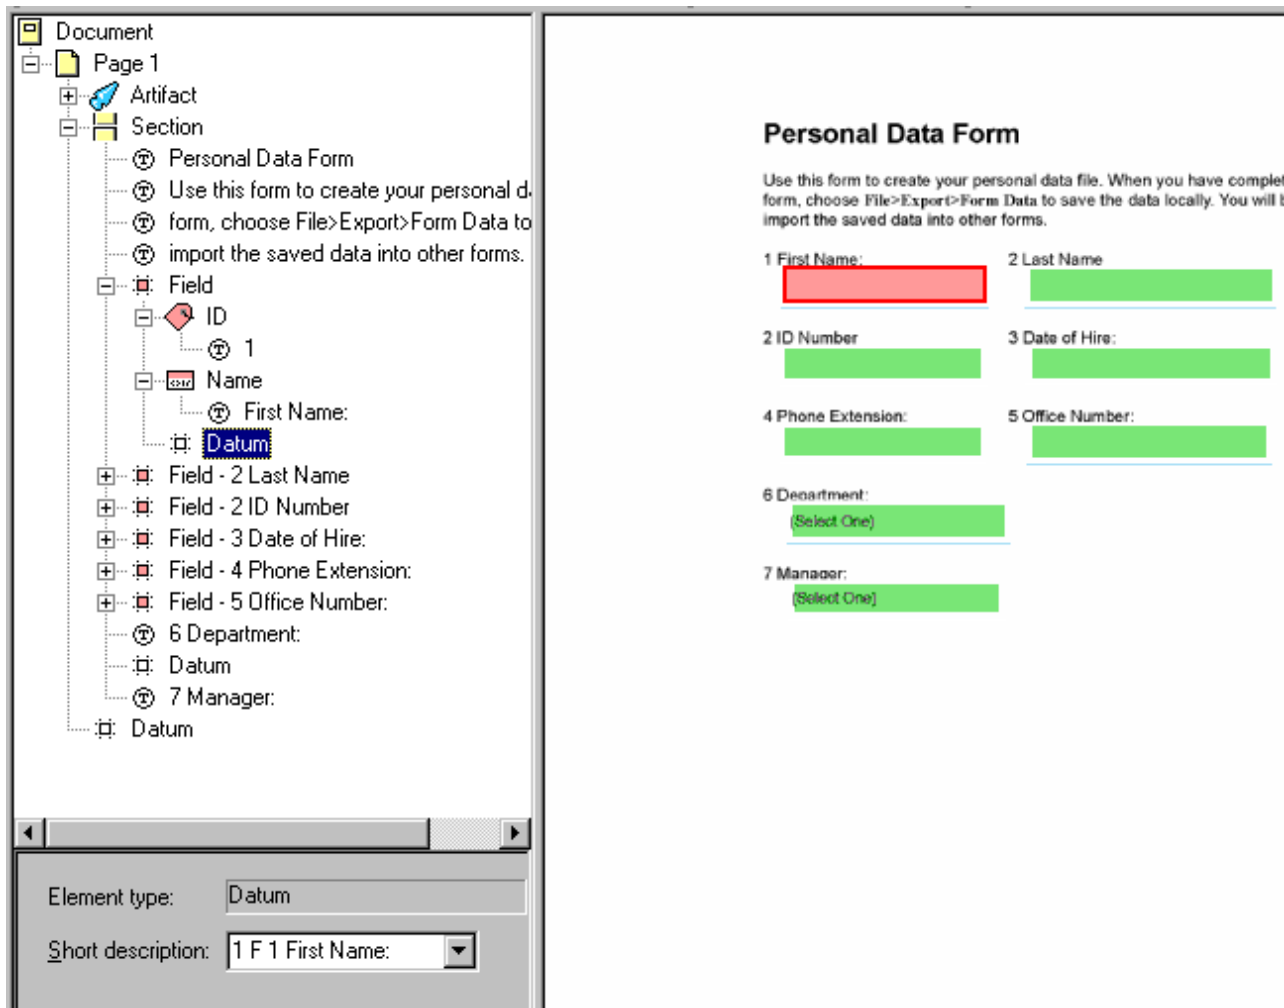 Document
Page 1
Artifact
Section
Personal Data Form
Use this form to create your personal
form, choose File>Export>Form Data to
import the saved data into other forms.
Field
ID
1
Name
First Name:
Datum
Field - 2 Last Name
Field - 2 ID Number
Field - 3 Date of Hire:
Field - 4 Phone Extension:
Field - 5 Office Number:
6 Department:
Datum
7 Manager:
Datum
Element type: Datum
Short description: 1 F 1 First Name:
Personal Data Form
Use this form to create your personal data file. When you have complet
form, choose File>Export>Form Data to save the data locally. You will
import the saved data into other forms.
1 First Name: 2 Last Name
2 ID Number 3 Date of Hire:
4 Phone Extension: 5 Office Number:
6 Department:
(Select One)
7 Manager:
(Select One)